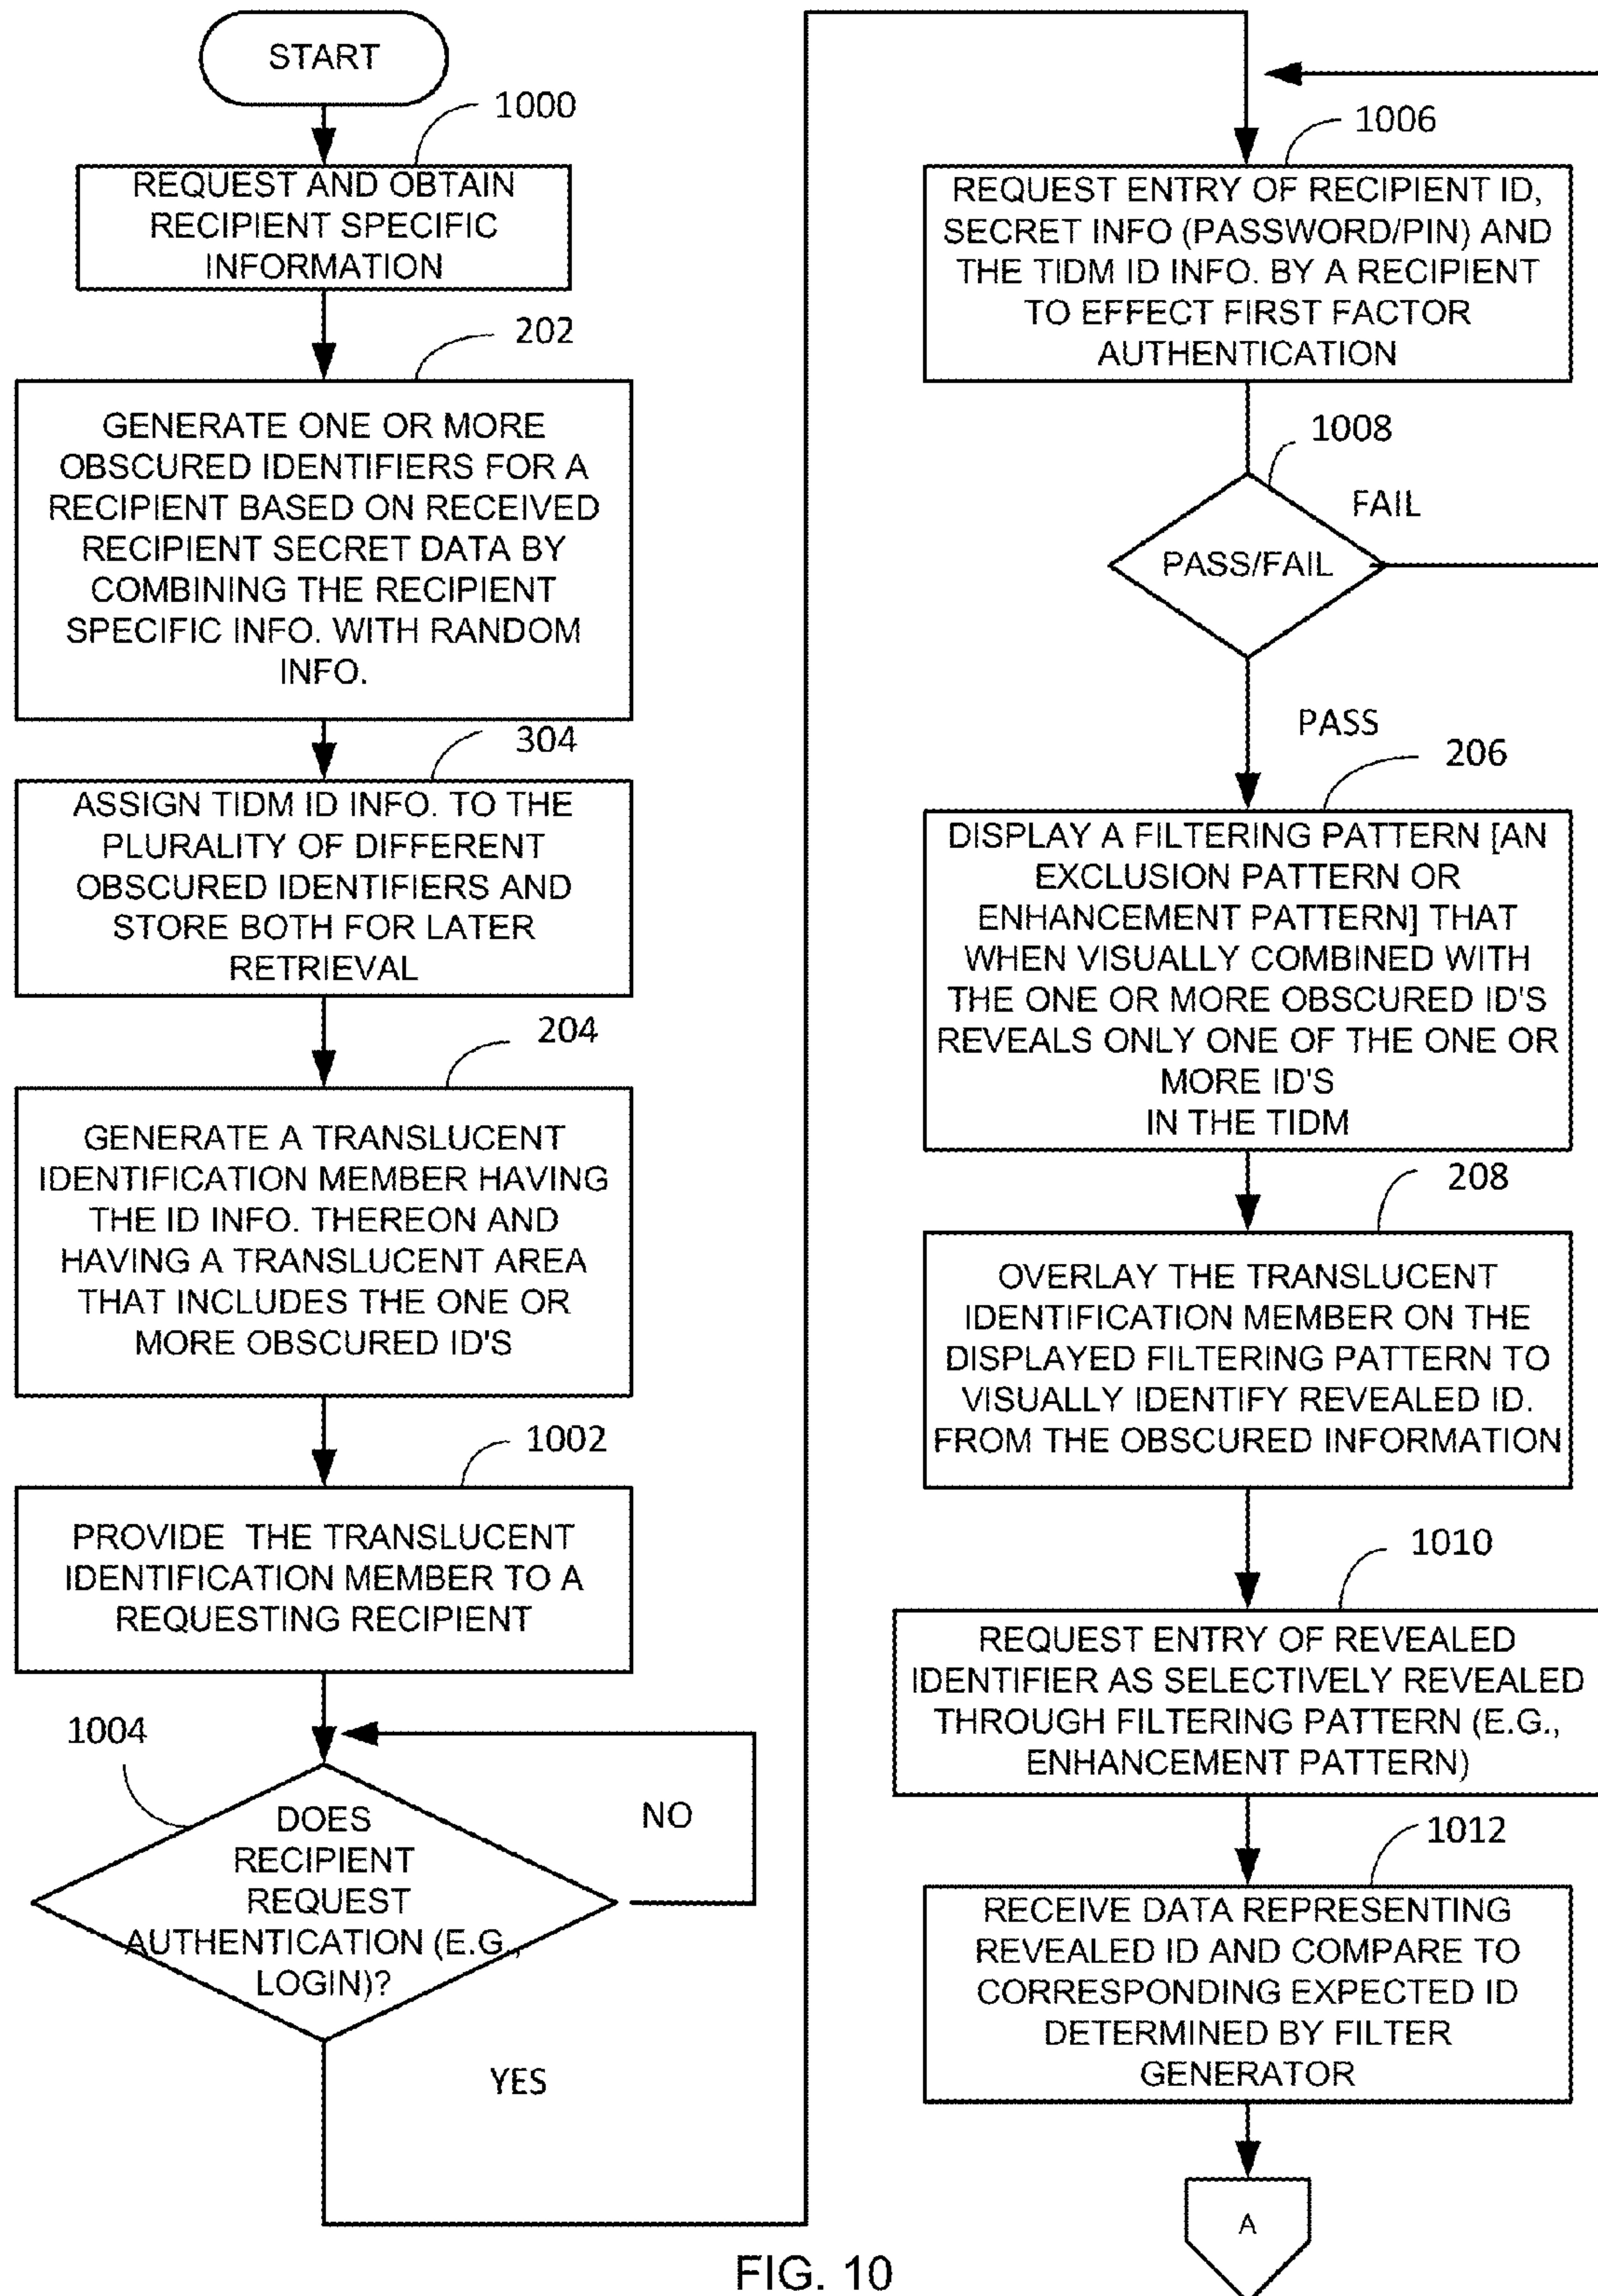 START
1000
REQUEST AND OBTAIN
RECIPIENT SPECIFIC
INFORMATION
202
GENERATE ONE OR MORE
OBSCURED IDENTIFIERS FOR A
RECIPIENT BASED ON RECEIVED
RECIPIENT SECRET DATA BY
COMBINING THE RECIPIENT
SPECIFIC INFO. WITH RANDOM
INFO.
304
ASSIGN TIDM ID INFO. TO THE
PLURALITY OF DIFFERENT
OBSCURED IDENTIFIERS AND
STORE BOTH FOR LATER
RETRIEVAL
204
GENERATE A TRANSLUCENT
IDENTIFICATION MEMBER HAVING
THE ID INFO. THEREON AND
HAVING A TRANSLUCENT AREA
THAT INCLUDES THE ONE OR
MORE OBSCURED ID'S
1002
PROVIDE THE TRANSLUCENT
IDENTIFICATION MEMBER TO A
REQUESTING RECIPIENT
1004
DOES
RECIPIENT
REQUEST
AUTHENTICATION (E.G.,
LOGIN)?
NO
YES
1006
REQUEST ENTRY OF RECIPIENT ID,
SECRET INFO (PASSWORD/PIN) AND
THE TIDM ID INFO. BY A RECIPIENT
TO EFFECT FIRST FACTOR
AUTHENTICATION
1008
FAIL
PASS/FAIL
PASS
206
DISPLAY A FILTERING PATTERN [AN
EXCLUSION PATTERN OR
ENHANCEMENT PATTERN] THAT
WHEN VISUALLY COMBINED WITH
THE ONE OR MORE OBSCURED ID'S
REVEALS ONLY ONE OF THE ONE OR
MORE ID'S
IN THE TIDM
208
OVERLAY THE TRANSLUCENT
IDENTIFICATION MEMBER ON THE
DISPLAYED FILTERING PATTERN TO
VISUALLY IDENTIFY REVEALED ID.
FROM THE OBSCURED INFORMATION
1010
REQUEST ENTRY OF REVEALED
IDENTIFIER AS SELECTIVELY REVEALED
THROUGH FILTERING PATTERN (E.G.,
ENHANCEMENT PATTERN)
1012
RECEIVE DATA REPRESENTING
REVEALED ID AND COMPARE TO
CORRESPONDING EXPECTED ID
DETERMINED BY FILTER
GENERATOR
A
FIG. 10